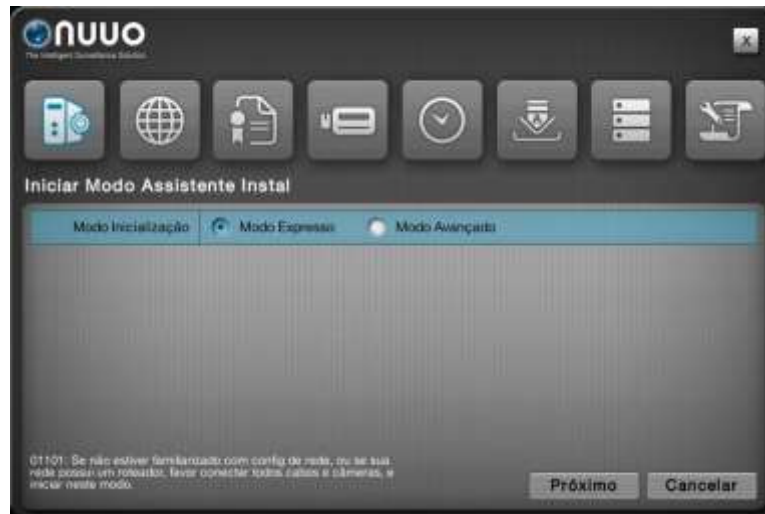 nuuo
The Intelligent Surveillance Solution
X
Iniciar Modo Assistente Instal
Modo Inicialização Modo Expresso Modo Avançado
01101: Se não estiver familiarizado com config de rede, ou se sua
rede possui um roteador, favor conectar todos cabos e câmeras, e
iniciar neste modo.
Próximo Cancelar